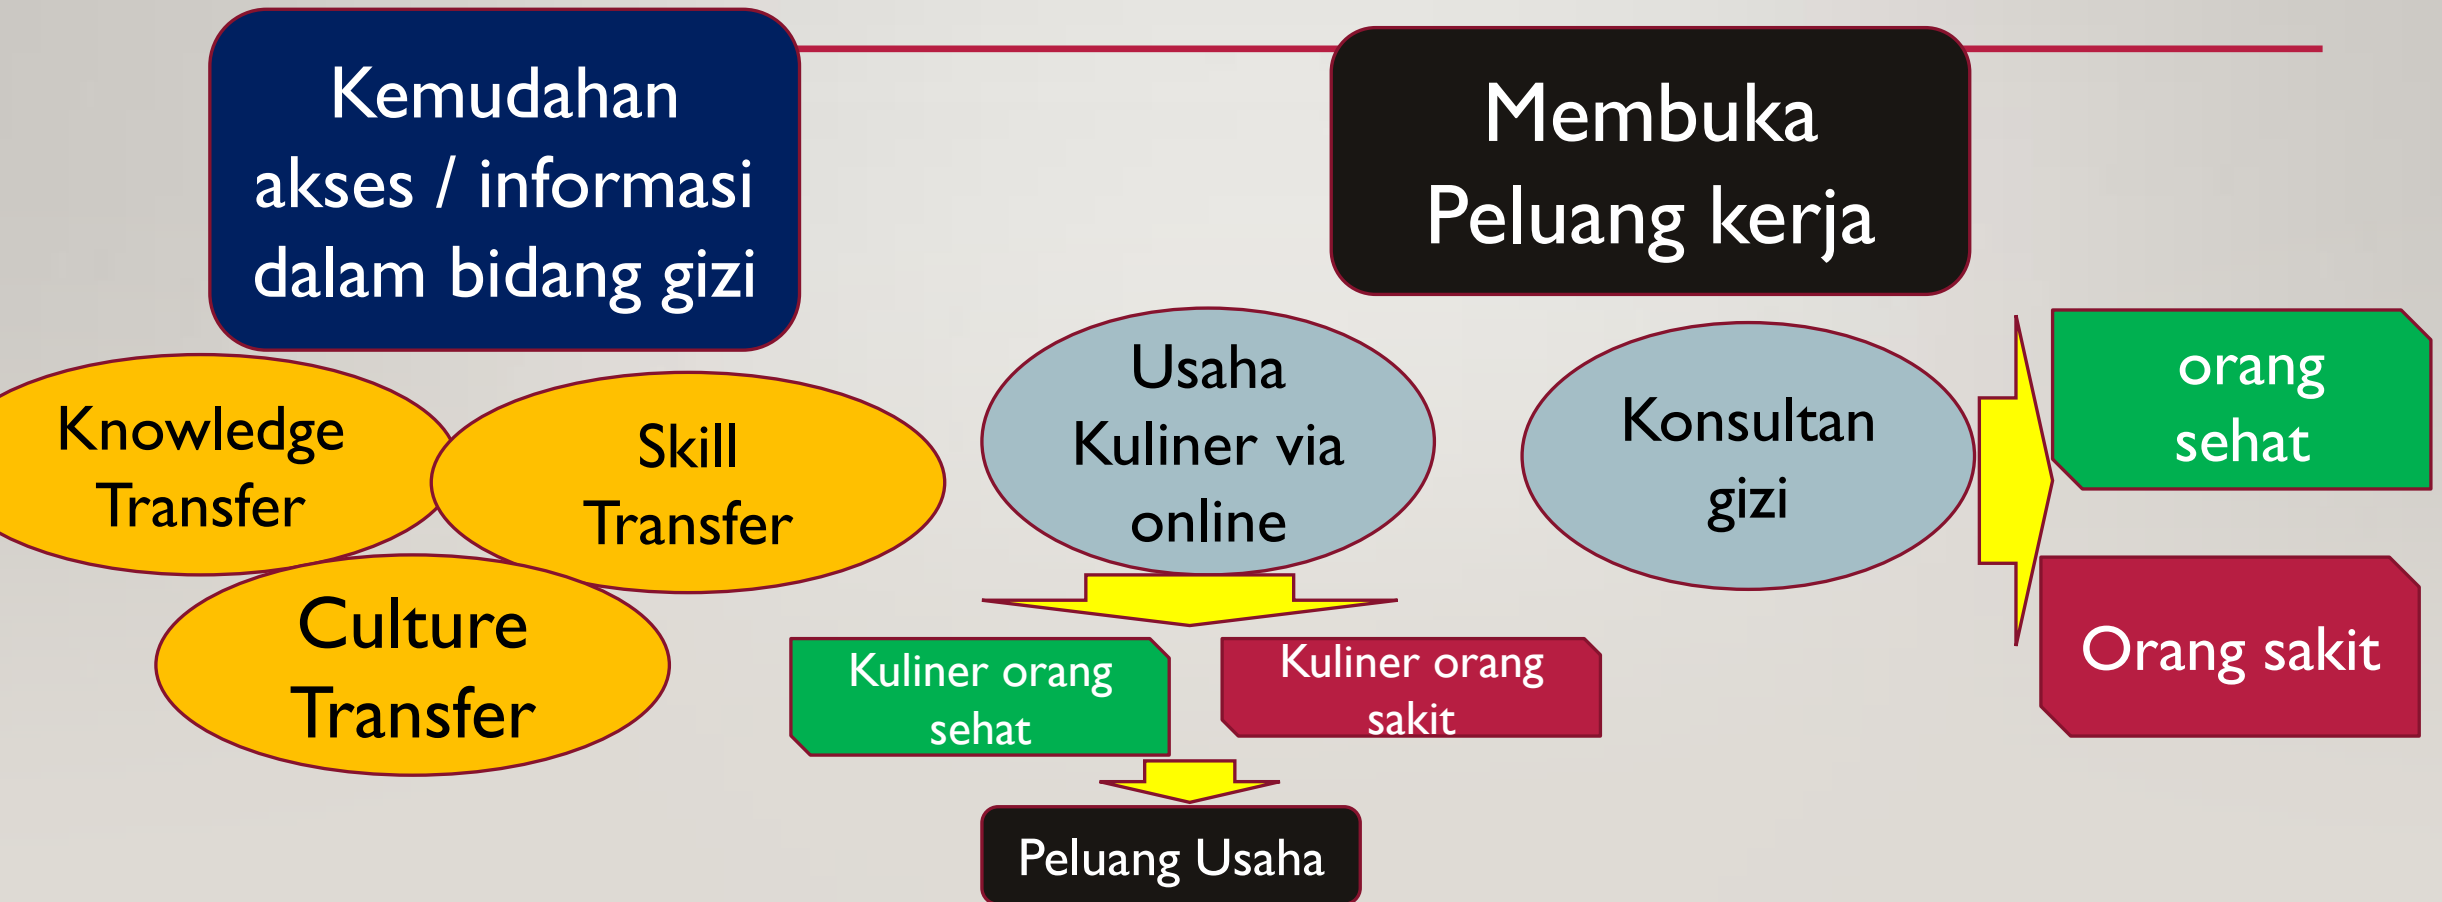 Kemudahan
akses / informasi
dalam bidang gizi
Membuka
Peluang kerja
Knowledge
Transfer
Skill
Transfer
Culture
Transfer
Usaha
Kuliner via
online
Konsultan
gizi
orang
sehat
Orang sakit
Kuliner orang
sehat
Kuliner orang
sakit
Peluang Usaha